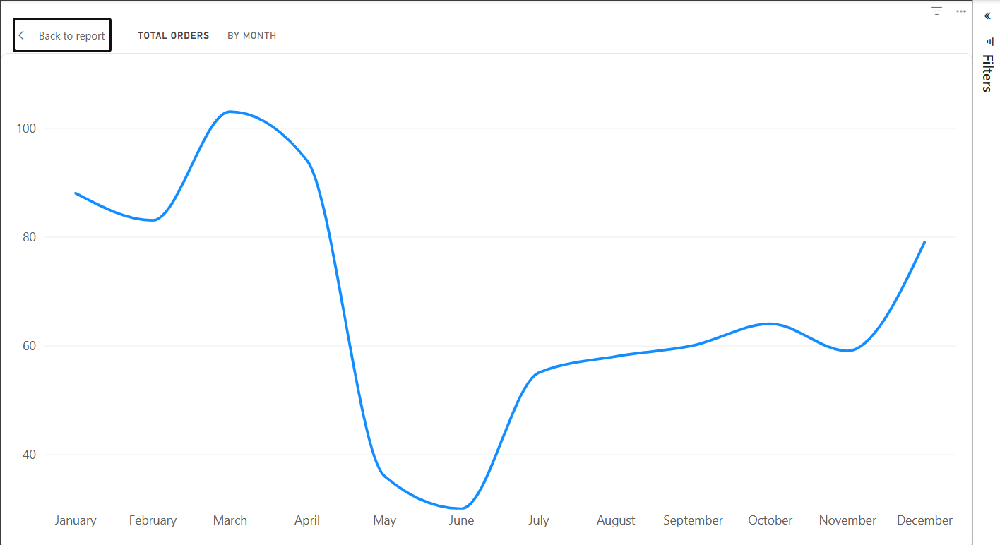 Back to report
TOTAL ORDERS BY MONTH
Filters
100
80
60
40
January February March April May June July August September October November December